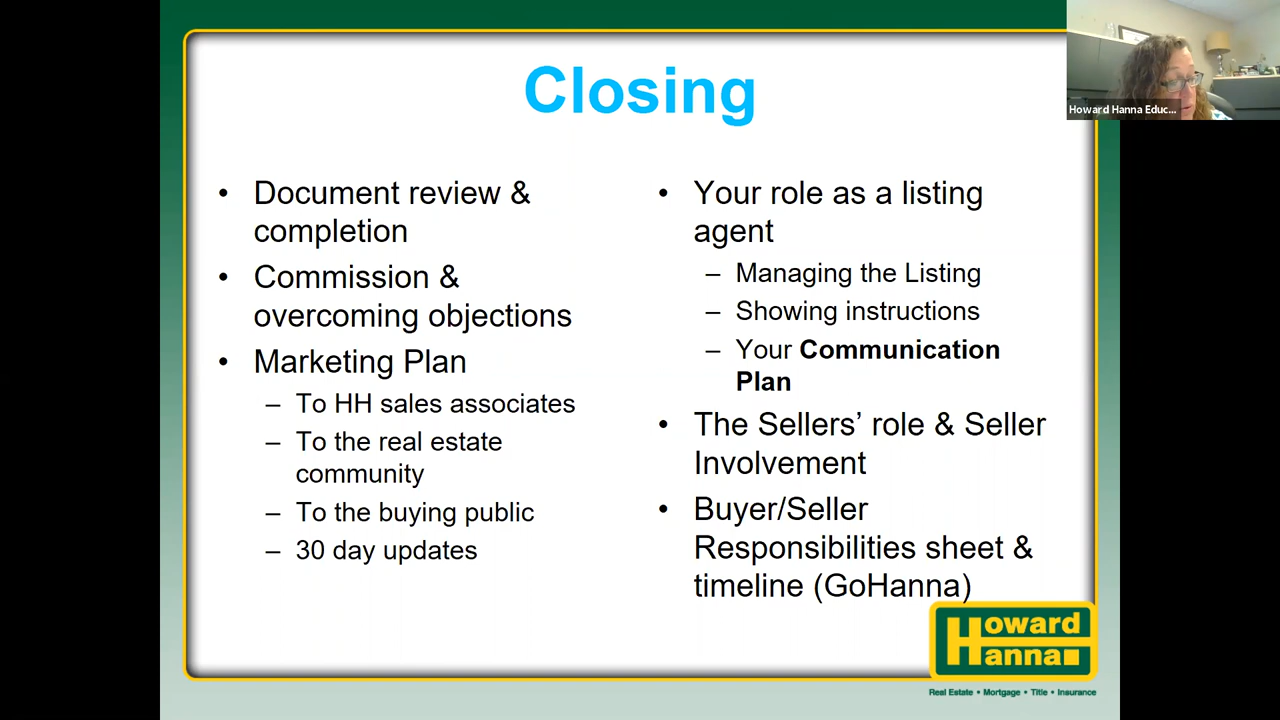 Closing
• Document review &
completion
• Commission &
overcoming objections
• Marketing Plan
– To HH sales associates
– To the real estate
community
– To the buying public
– 30 day updates
• Your role as a listing
agent
– Managing the Listing
– Showing instructions
– Your Communication
Plan
• The Sellers’ role & Seller
Involvement
• Buyer/Seller
Responsibilities sheet &
timeline (GoHanna)
Howard
Hanna
Real Estate • Mortgage • Title • Insurance
Howard Hanna Educ...